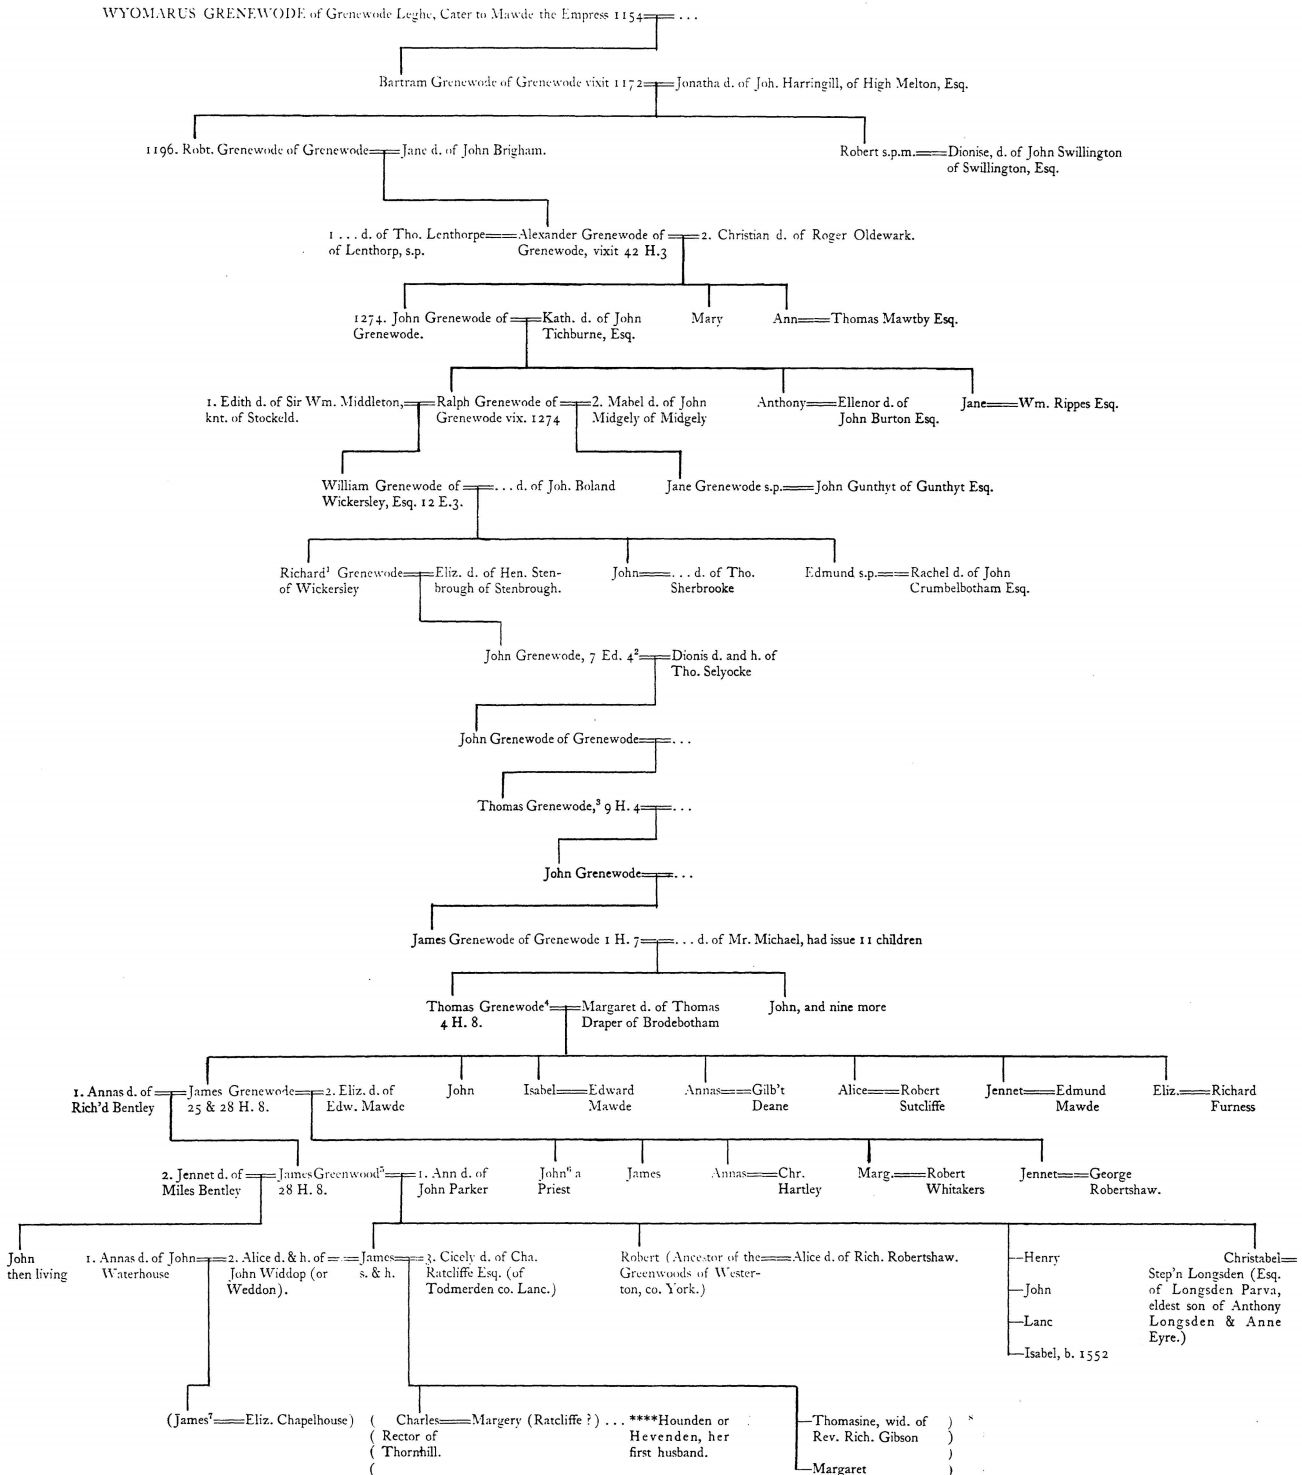 WYOMARUS GRENEWODE of Grenewode Leghe, Cater to Mawde the Empress 1154 ...
Bartram Grenewode of Grenewode vixit 1172 Jonatha d. of Joh. Harringill, of High Melton, Esq.
1196. Robt. Grenewode of Grenewode Jane d. of John Brigham.
Robert s.p.m. Dionise, d. of John Swillington
of Swillington, Esq.
1 ... d. of Tho. Lenthorpe
of Lenthorp, s.p.
Alexander Grenewode of
Grenewode, vixit 42 H.3
2. Christian d. of Roger Oldewark.
1274. John Grenewode of
Grenewode.
Kath. d. of John
Tichburne, Esq.
Mary
Ann Thomas Mawtby Esq.
1. Edith d. of Sir Wm. Middleton,
knt. of Stockeld.
Ralph Grenewode of
Grenewode vix. 1274
2. Mabel d. of John
Midgely of Midgely
Anthony Ellenor d. of
John Burton Esq.
Jane Wm. Rippes Esq.
William Grenewode of
Wickersley, Esq. 12 E.3.
... d. of Joh. Boland
Jane Grenewode s.p. John Gunthyt of Gunthyt Esq.
Richard¹ Grenewode
of Wickersley
Eliz. d. of Hen. Sten-
brough of Stenbrough.
John ... d. of Tho.
Sherbrooke
Edmund s.p. Rachel d. of John
Crumbelbotham Esq.
John Grenewode, 7 Ed. 4² Dionis d. and h. of
Tho. Selyocke
John Grenewode of Grenewode ...
Thomas Grenewode,³ 9 H. 4 ...
John Grenewode ...
James Grenewode of Grenewode 1 H. 7 ... d. of Mr. Michael, had issue 11 children
Thomas Grenewode⁴
4 H. 8.
Margaret d. of Thomas
Draper of Brodebotham
John, and nine more
1. Annas d. of
Rich'd Bentley
James Grenewode
25 & 28 H. 8.
2. Eliz. d. of
Edw. Mawde
John
Isabel Edward
Mawde
Annas Gilb't
Deane
Alice Robert
Sutcliffe
Jennet Edmund
Mawde
Eliz. Richard
Furness
2. Jennet d. of
Miles Bentley
James Greenwood⁵
28 H. 8.
1. Ann d. of
John Parker
John⁶ a
Priest
James
Annas Chr.
Hartley
Marg. Robert
Whitakers
Jennet George
Robertshaw.
John
then living
1. Annas d. of John
Waterhouse
2. Alice d. & h. of
John Widdop (or
Weddon).
James
s. & h.
3. Cicely d. of Cha.
Ratcliffe Esq. (of
Todmerden co. Lanc.)
Robert (Ancestor of the
Greenwoods of Wester-
ton, co. York.)
Alice d. of Rich. Robertshaw.
Henry
John
Lanc
Isabel, b. 1552
Christabel
Step'n Longsden (Esq.
of Longsden Parva,
eldest son of Anthony
Longsden & Anne
Eyre.)
(James⁷ Eliz. Chapelhouse)
( Charles Margery (Ratcliffe ?) ... ****Hounden or
( Rector of Hevenden, her
( Thornhill. first husband.
(
Thomasine, wid. of )
Rev. Rich. Gibson )
)
Margaret )